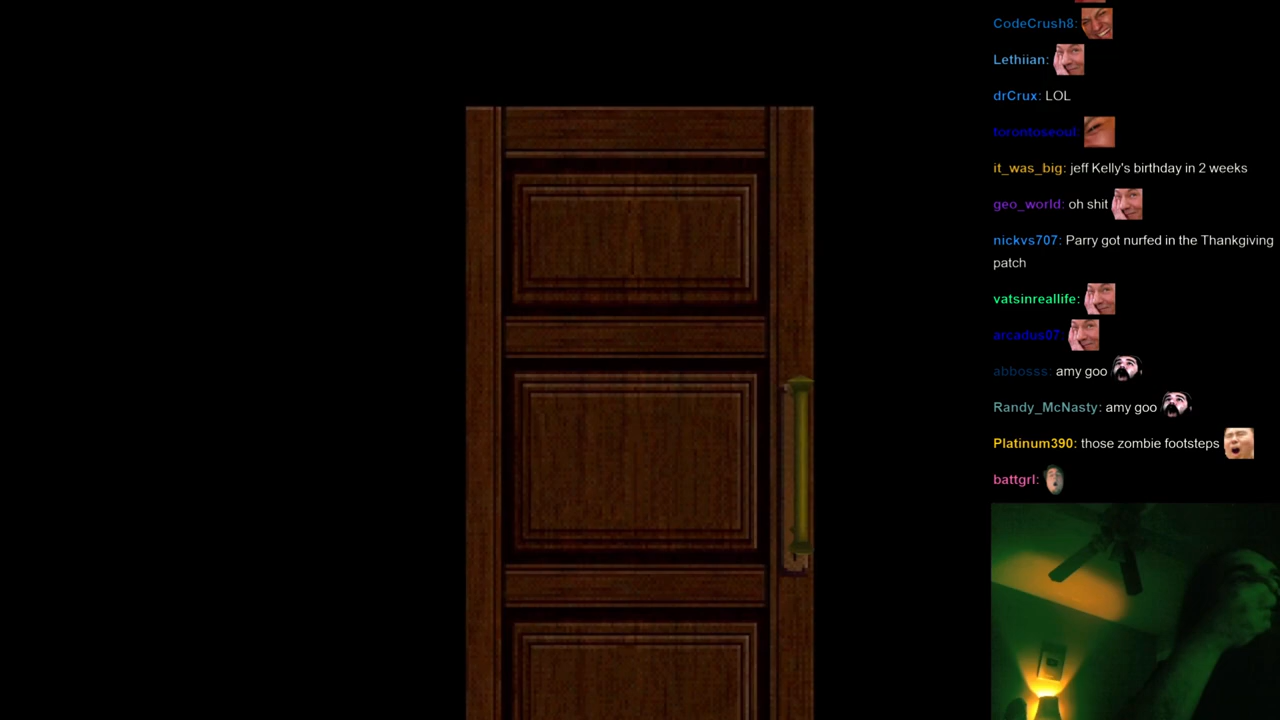 CodeCrush8:
Lethiian:
drCrux: LOL
torontoseoul:
it_was_big: jeff Kelly's birthday in 2 weeks
geo_world: oh shit
nickvs707: Parry got nurfed in the Thankgiving
patch
vatsinreallife:
arcadus07:
abbosss: amy goo
Randy_McNasty: amy goo
Platinum390: those zombie footsteps
battgrl: